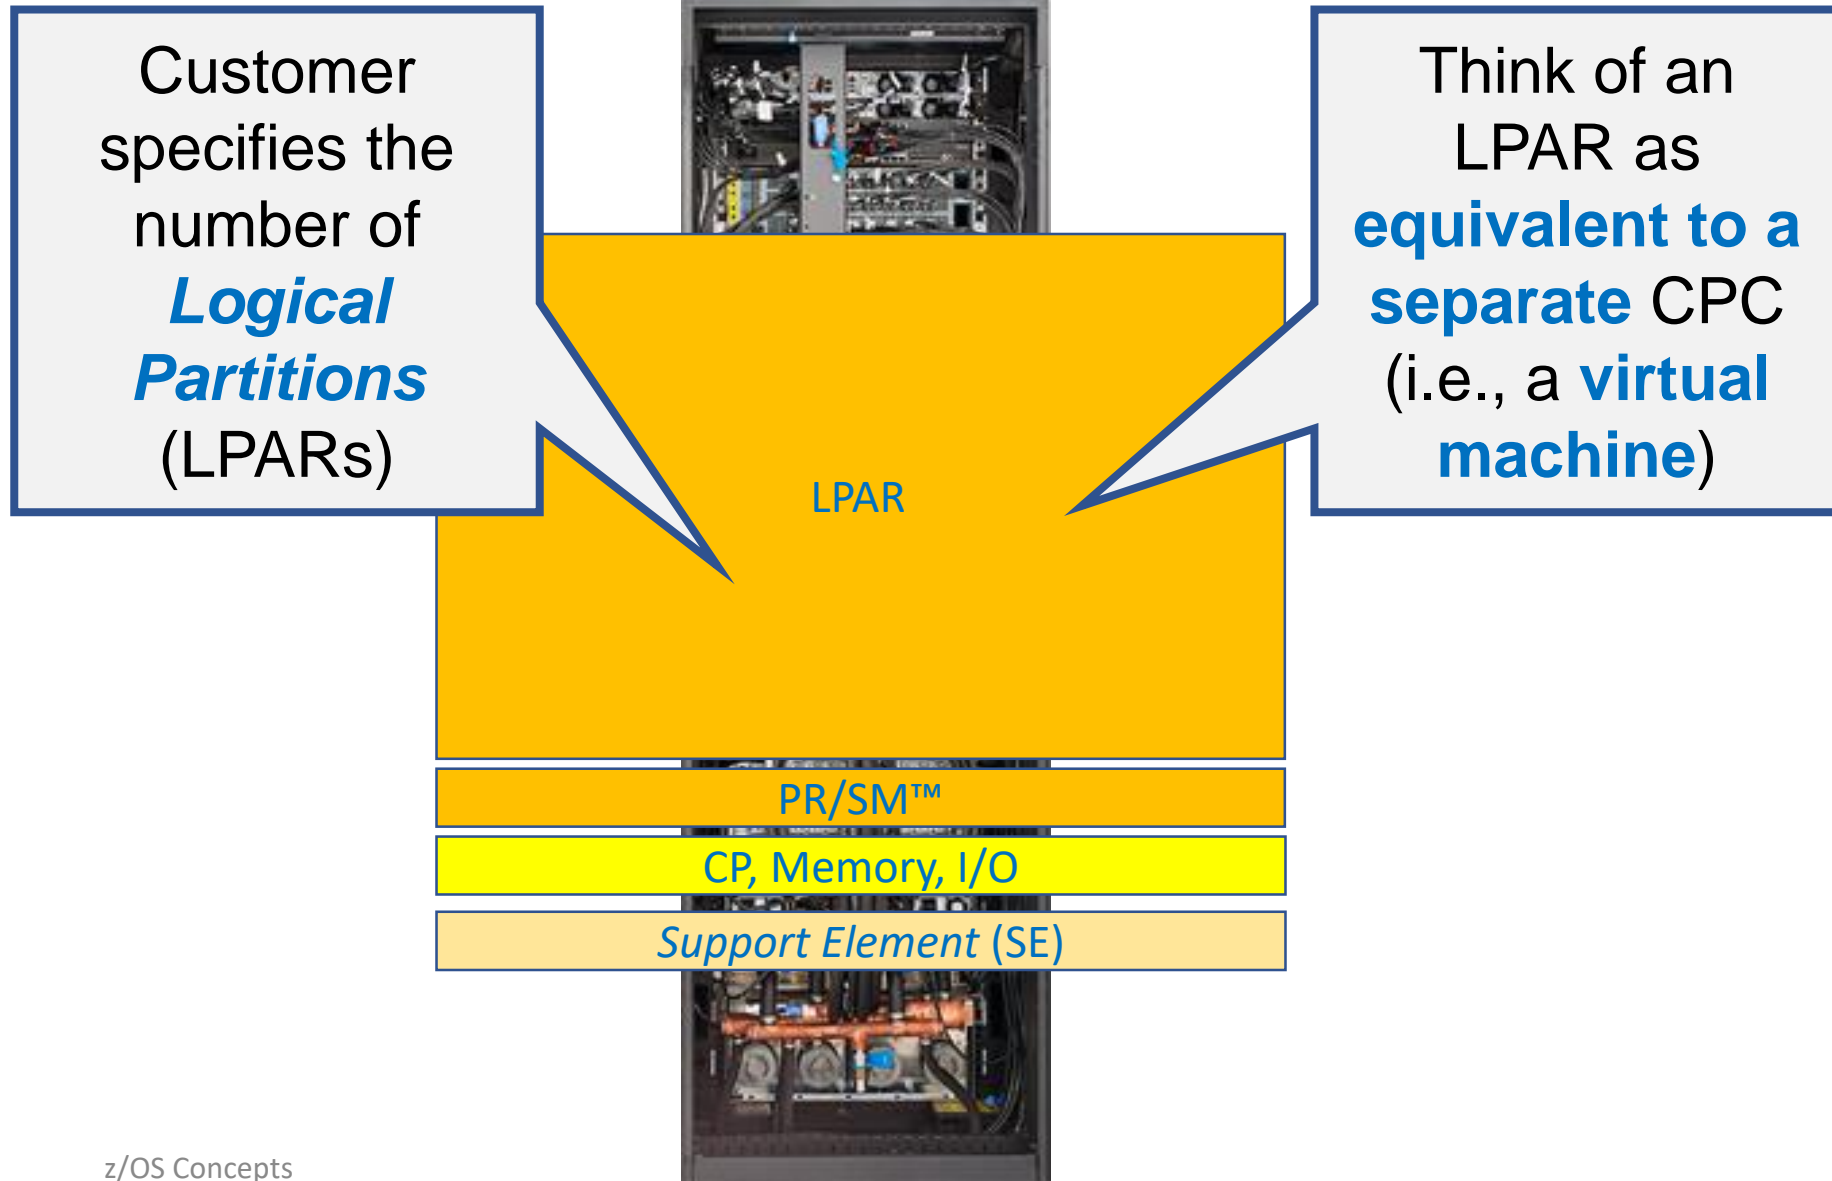 Customer
specifies the
number of
Logical
Partitions
(LPARs)
Think of an
LPAR as
equivalent to a
separate CPC
(i.e., a virtual
machine)
LPAR
PR/SM™
CP, Memory, I/O
Support Element (SE)
z/OS Concepts